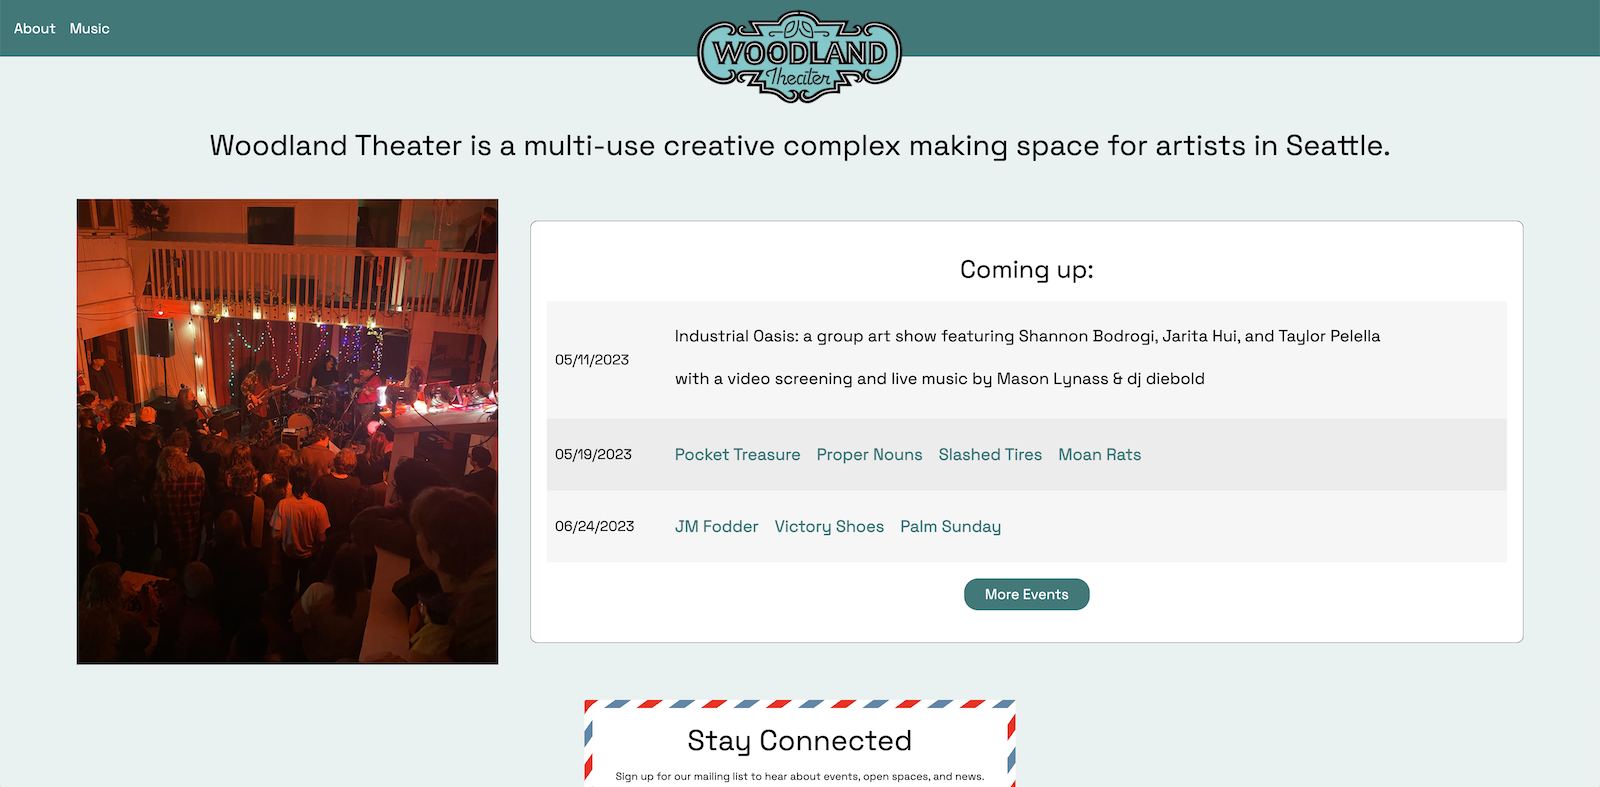 About Music
WOODLAND
Theater
Woodland Theater is a multi-use creative complex making space for artists in Seattle.
Coming up:
05/11/2023
Industrial Oasis: a group art show featuring Shannon Bodrogi, Jarita Hui, and Taylor Pelella
with a video screening and live music by Mason Lynass & dj diebold
05/19/2023 Pocket Treasure Proper Nouns Slashed Tires Moan Rats
06/24/2023 JM Fodder Victory Shoes Palm Sunday
More Events
Stay Connected
Sign up for our mailing list to hear about events, open spaces, and news.